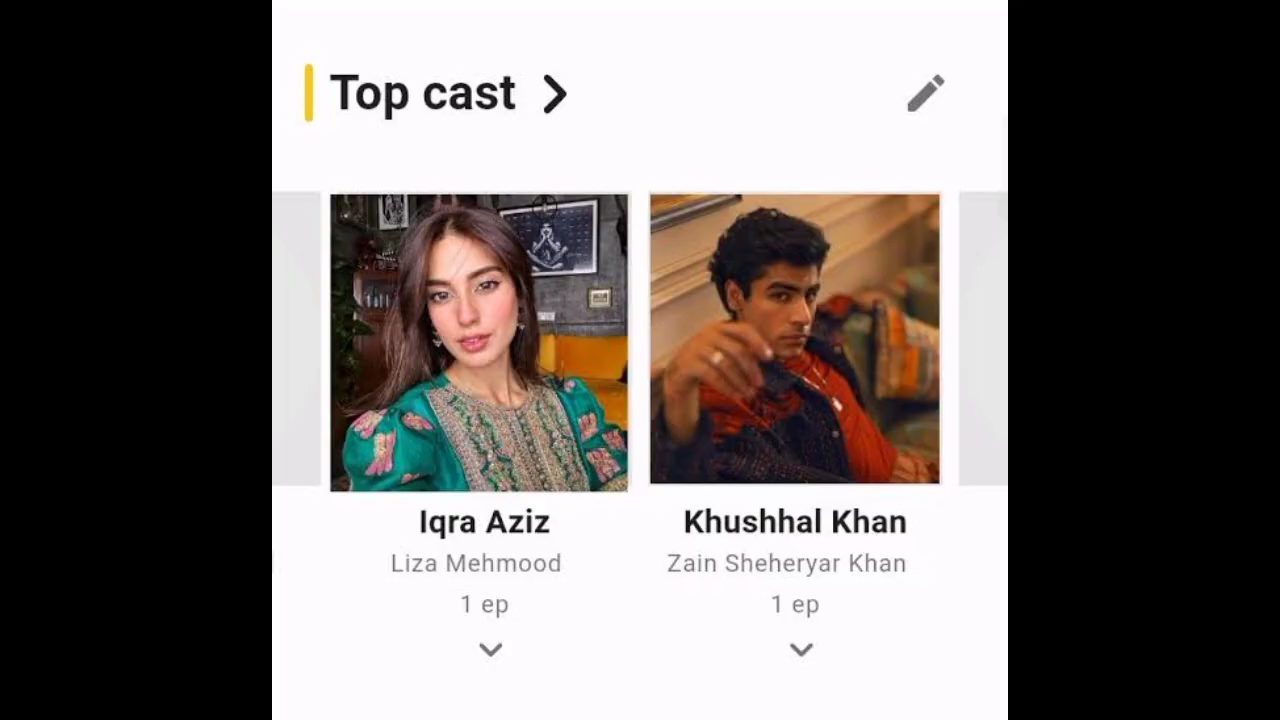 Top cast
Iqra Aziz
Liza Mehmood
1 ep
Khushhal Khan
Zain Sheheryar Khan
1 ep